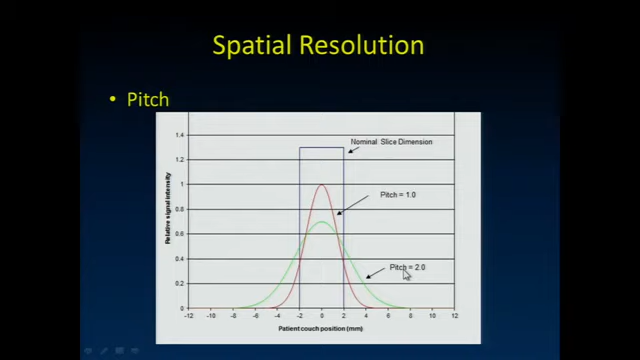 Spatial Resolution
• Pitch
Nominal Slice Dimension
Pitch = 1.0
Pitch = 2.0
Relative signal intensity
1.4
1.2
1
0.8
0.6
0.4
0.2
0
-12 -10 -8 -6 -4 -2 0 2 4 6 8 10 12
Patient couch position (mm)